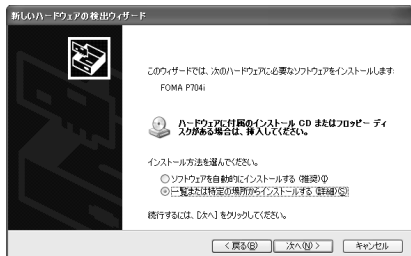 新しいハードウェアの検出ウィザード
このウィザードでは、次のハードウェアに必要なソフトウェアをインストールします:
FOMA P704i
ハードウェアに付属のインストール CD またはフロッピー ディ
スクがある場合は、挿入してください。
インストール方法を選んでください。
ソフトウェアを自動的にインストールする (推奨)(I)
一覧または特定の場所からインストールする (詳細)(S)
続行するには、[次へ] をクリックしてください。
< 戻る(B) 次へ(N) > キャンセル